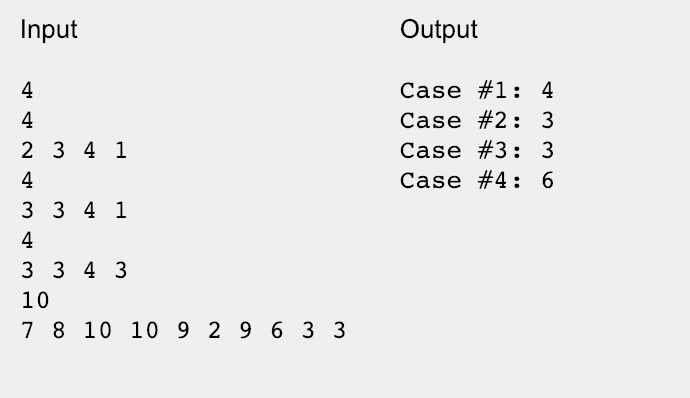 Input
4
4
2 3 4 1
4
3 3 4 1
4
3 3 4 3
10
7 8 10 10 9 2 9 6 3 3
Output
Case #1: 4
Case #2: 3
Case #3: 3
Case #4: 6